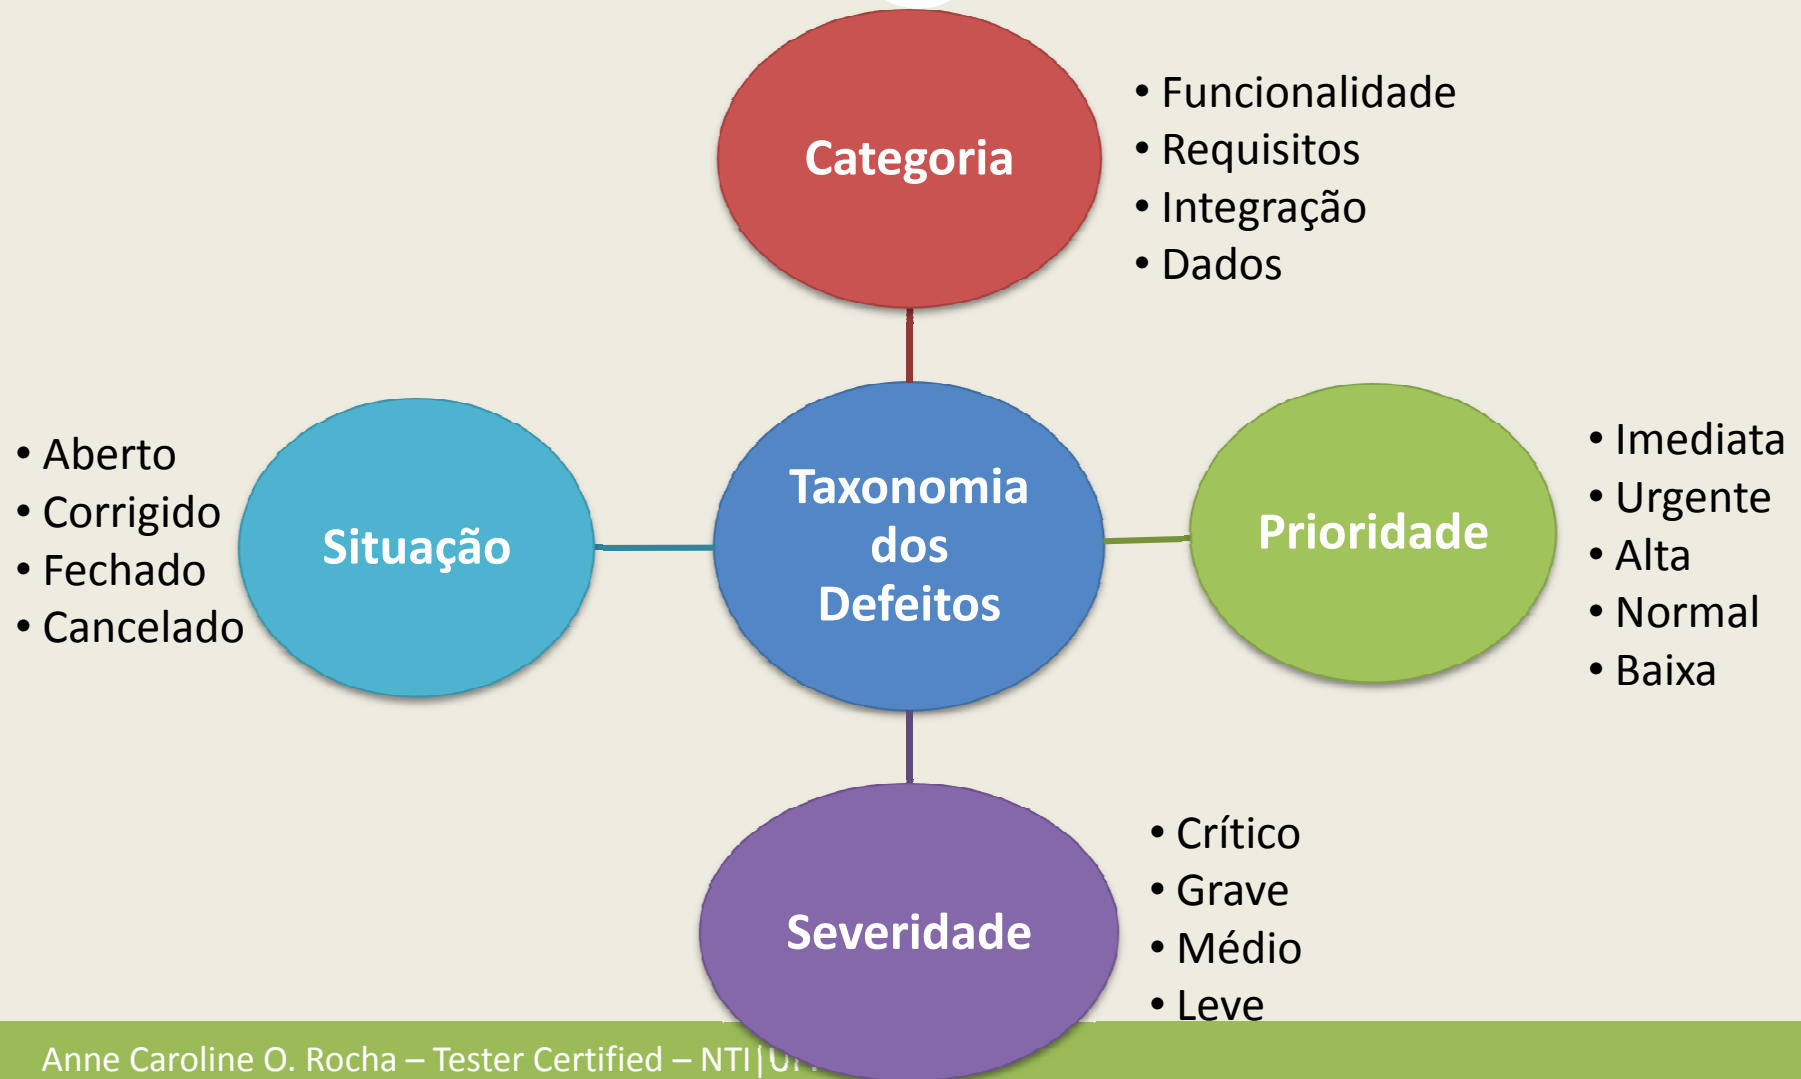 Categoria
• Funcionalidade
• Requisitos
• Integração
• Dados
• Aberto
• Corrigido
• Fechado
• Cancelado
Situação
Taxonomia
dos
Defeitos
Prioridade
• Imediata
• Urgente
• Alta
• Normal
• Baixa
Severidade
• Crítico
• Grave
• Médio
• Leve
Anne Caroline O. Rocha – Tester Certified – NTI|